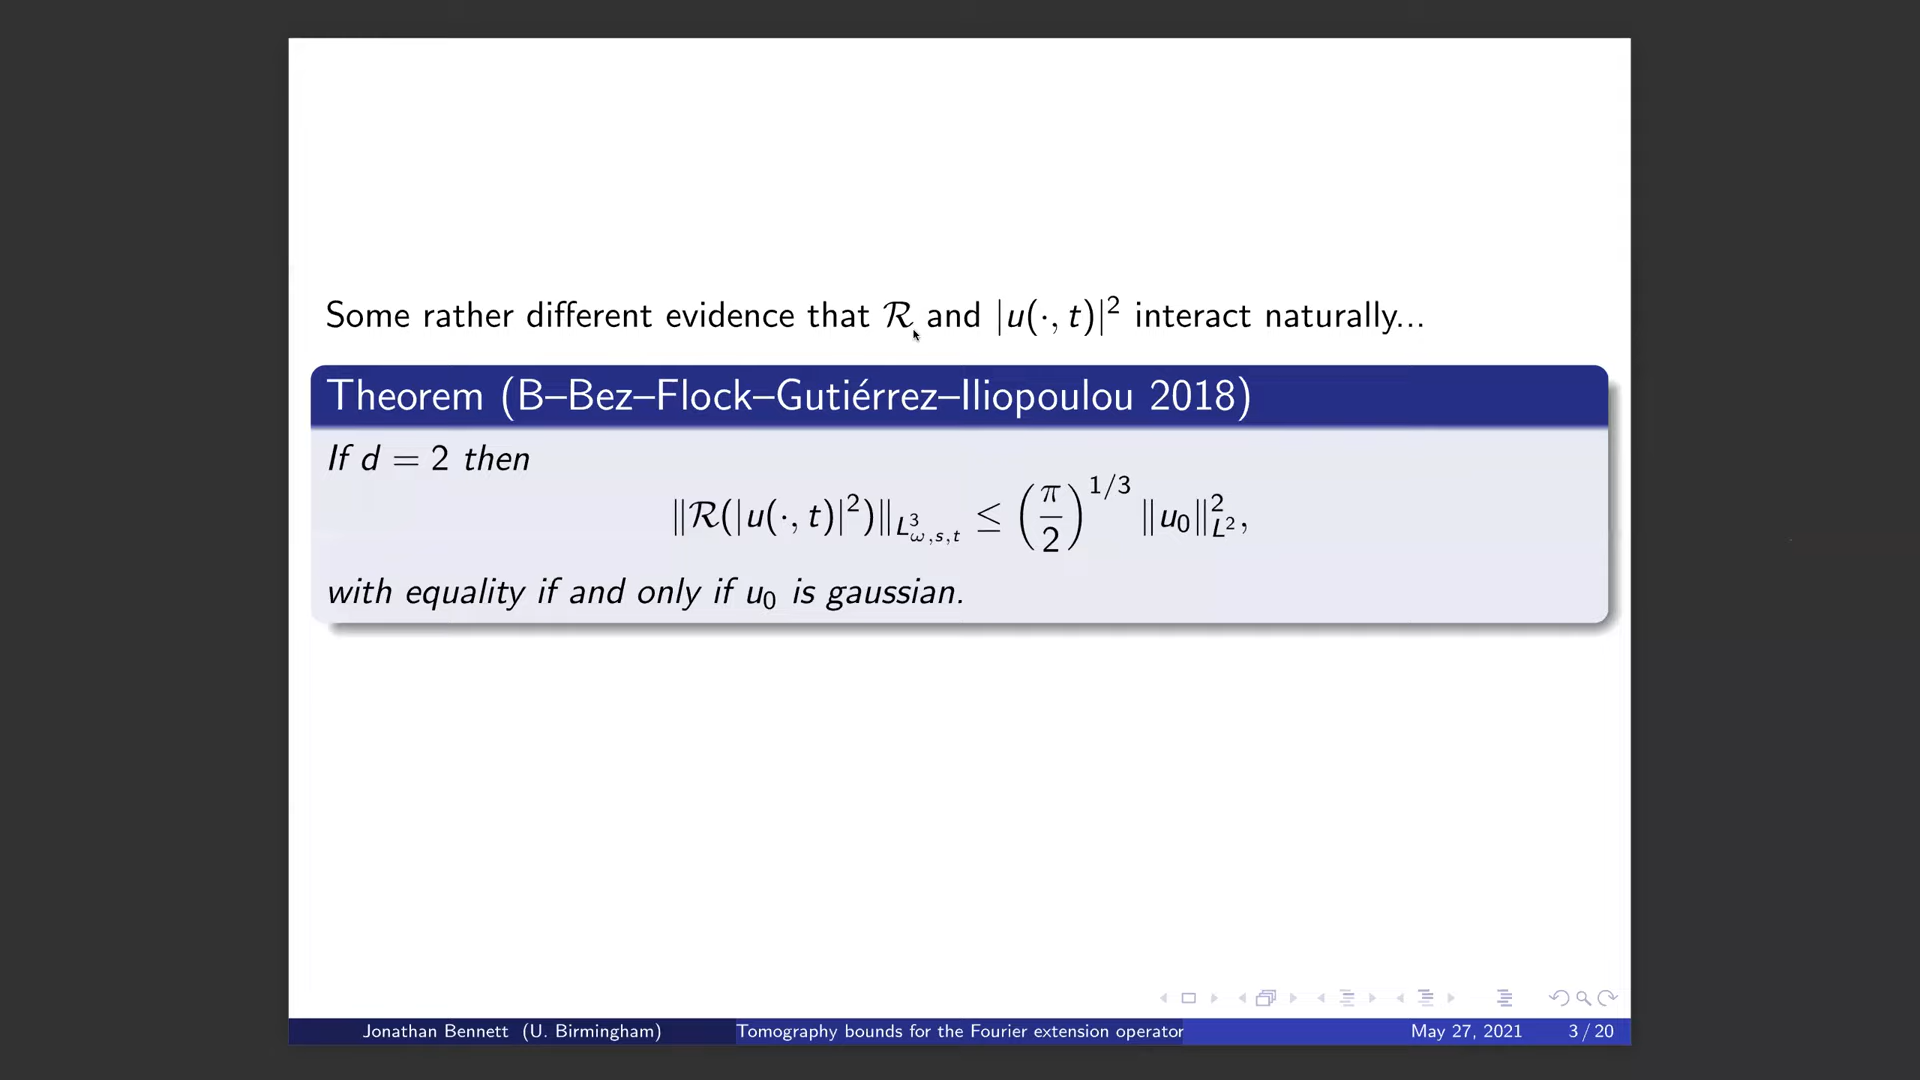 Some rather different evidence that ℛ and |u(·, t)|² interact naturally...
Theorem (B–Bez–Flock–Gutiérrez–Iliopoulou 2018)
If d = 2 then
‖ℛ(|u(·, t)|²)‖_{L³_{ω,s,t}} ≤ (π/2)^{1/3} ‖u₀‖²_{L²},
with equality if and only if u₀ is gaussian.
Jonathan Bennett (U. Birmingham) Tomography bounds for the Fourier extension operator May 27, 2021 3 / 20